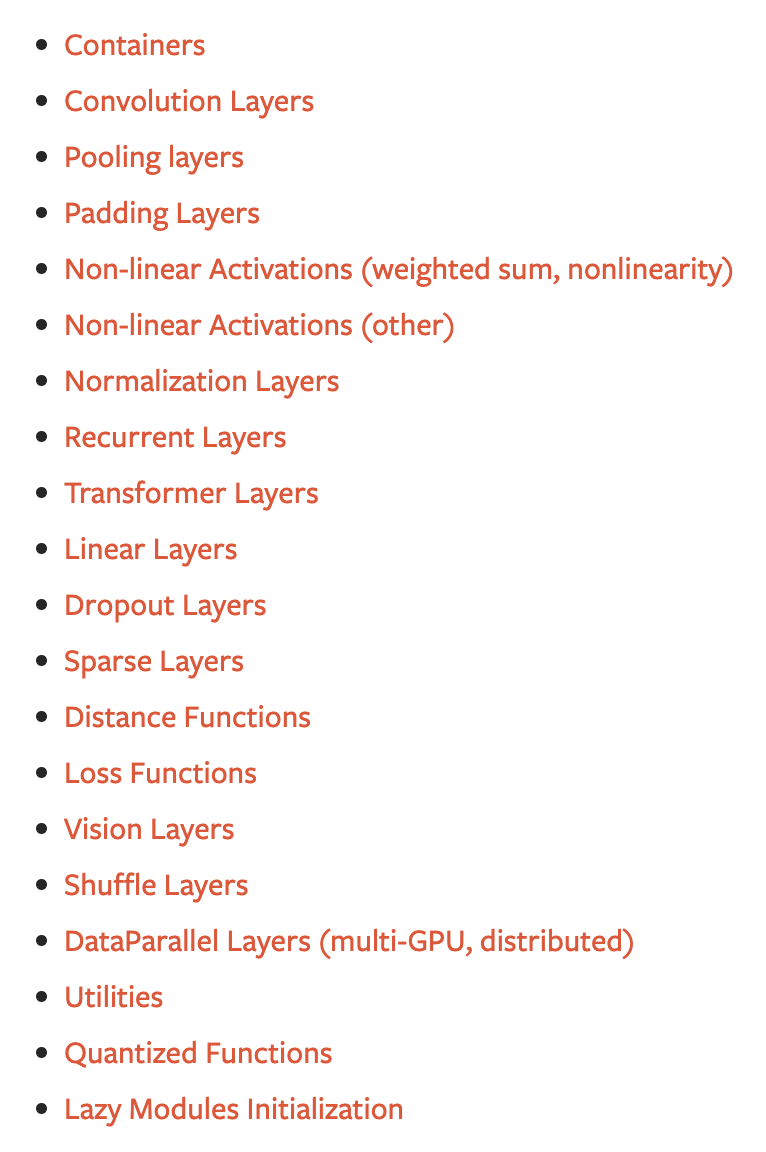 Containers
Convolution Layers
Pooling layers
Padding Layers
Non-linear Activations (weighted sum, nonlinearity)
Non-linear Activations (other)
Normalization Layers
Recurrent Layers
Transformer Layers
Linear Layers
Dropout Layers
Sparse Layers
Distance Functions
Loss Functions
Vision Layers
Shuffle Layers
DataParallel Layers (multi-GPU, distributed)
Utilities
Quantized Functions
Lazy Modules Initialization